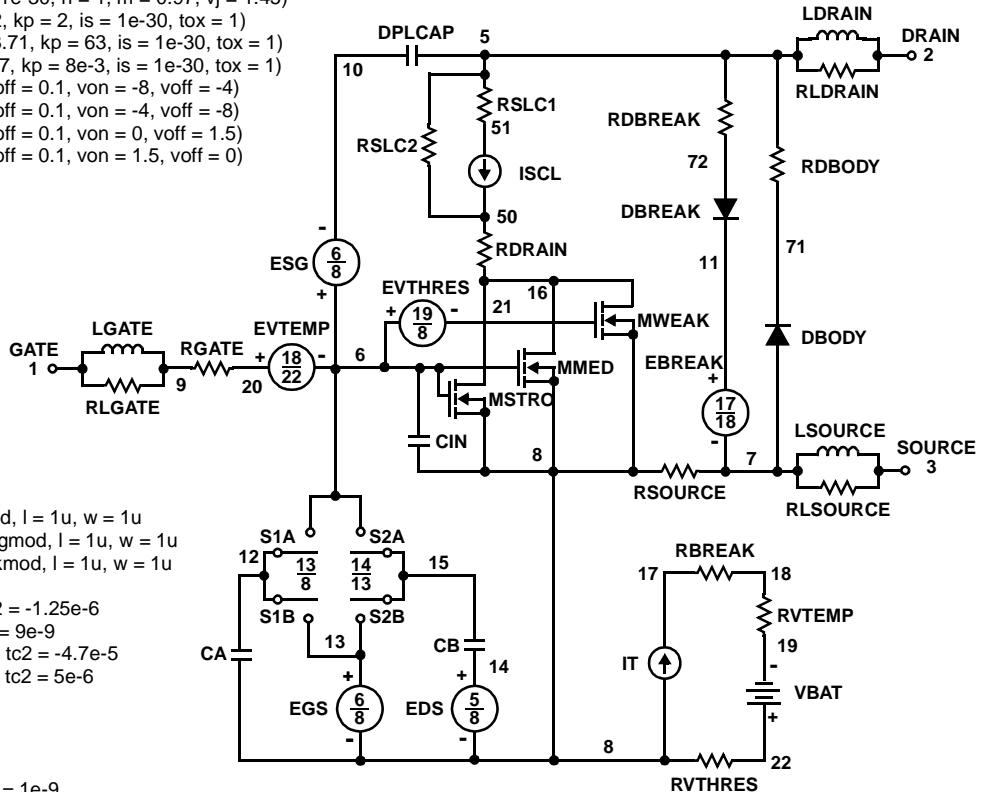 1e-30, n = 1, m = 0.97, vj = 1.45)
2, kp = 2, is = 1e-30, tox = 1)
.71, kp = 63, is = 1e-30, tox = 1)
7, kp = 8e-3, is = 1e-30, tox = 1)
off = 0.1, von = -8, voff = -4)
off = 0.1, von = -4, voff = -8)
off = 0.1, von = 0, voff = 1.5)
off = 0.1, von = 1.5, voff = 0)
LDRAIN
DRAIN
2
RLDRAIN
DPLCAP
5
10
RSLC1
51
RSLC2
ISCL
50
RDRAIN
RDBREAK
72
RDBODY
DBREAK
71
11
-
ESG
6
8
+
EVTHRES
+
19
8
-
16
21
MWEAK
LGATE
GATE
1
RLGATE
9
RGATE
20
EVTEMP
+
18
22
-
6
MMED
MSTRO
CIN
EBREAK
+
17
18
-
DBODY
8
RSOURCE
7
LSOURCE
SOURCE
3
RLSOURCE
d, l = 1u, w = 1u
gmod, l = 1u, w = 1u
kmod, l = 1u, w = 1u
2 = -1.25e-6
= 9e-9
tc2 = -4.7e-5
tc2 = 5e-6
= 1e-9
S1A
S2A
12
13
8
14
13
15
S1B
S2B
13
CA
CB
14
+
EGS
6
8
-
+
EDS
5
8
-
8
RBREAK
17
18
RVTEMP
19
IT
-
VBAT
+
22
RVTHRES